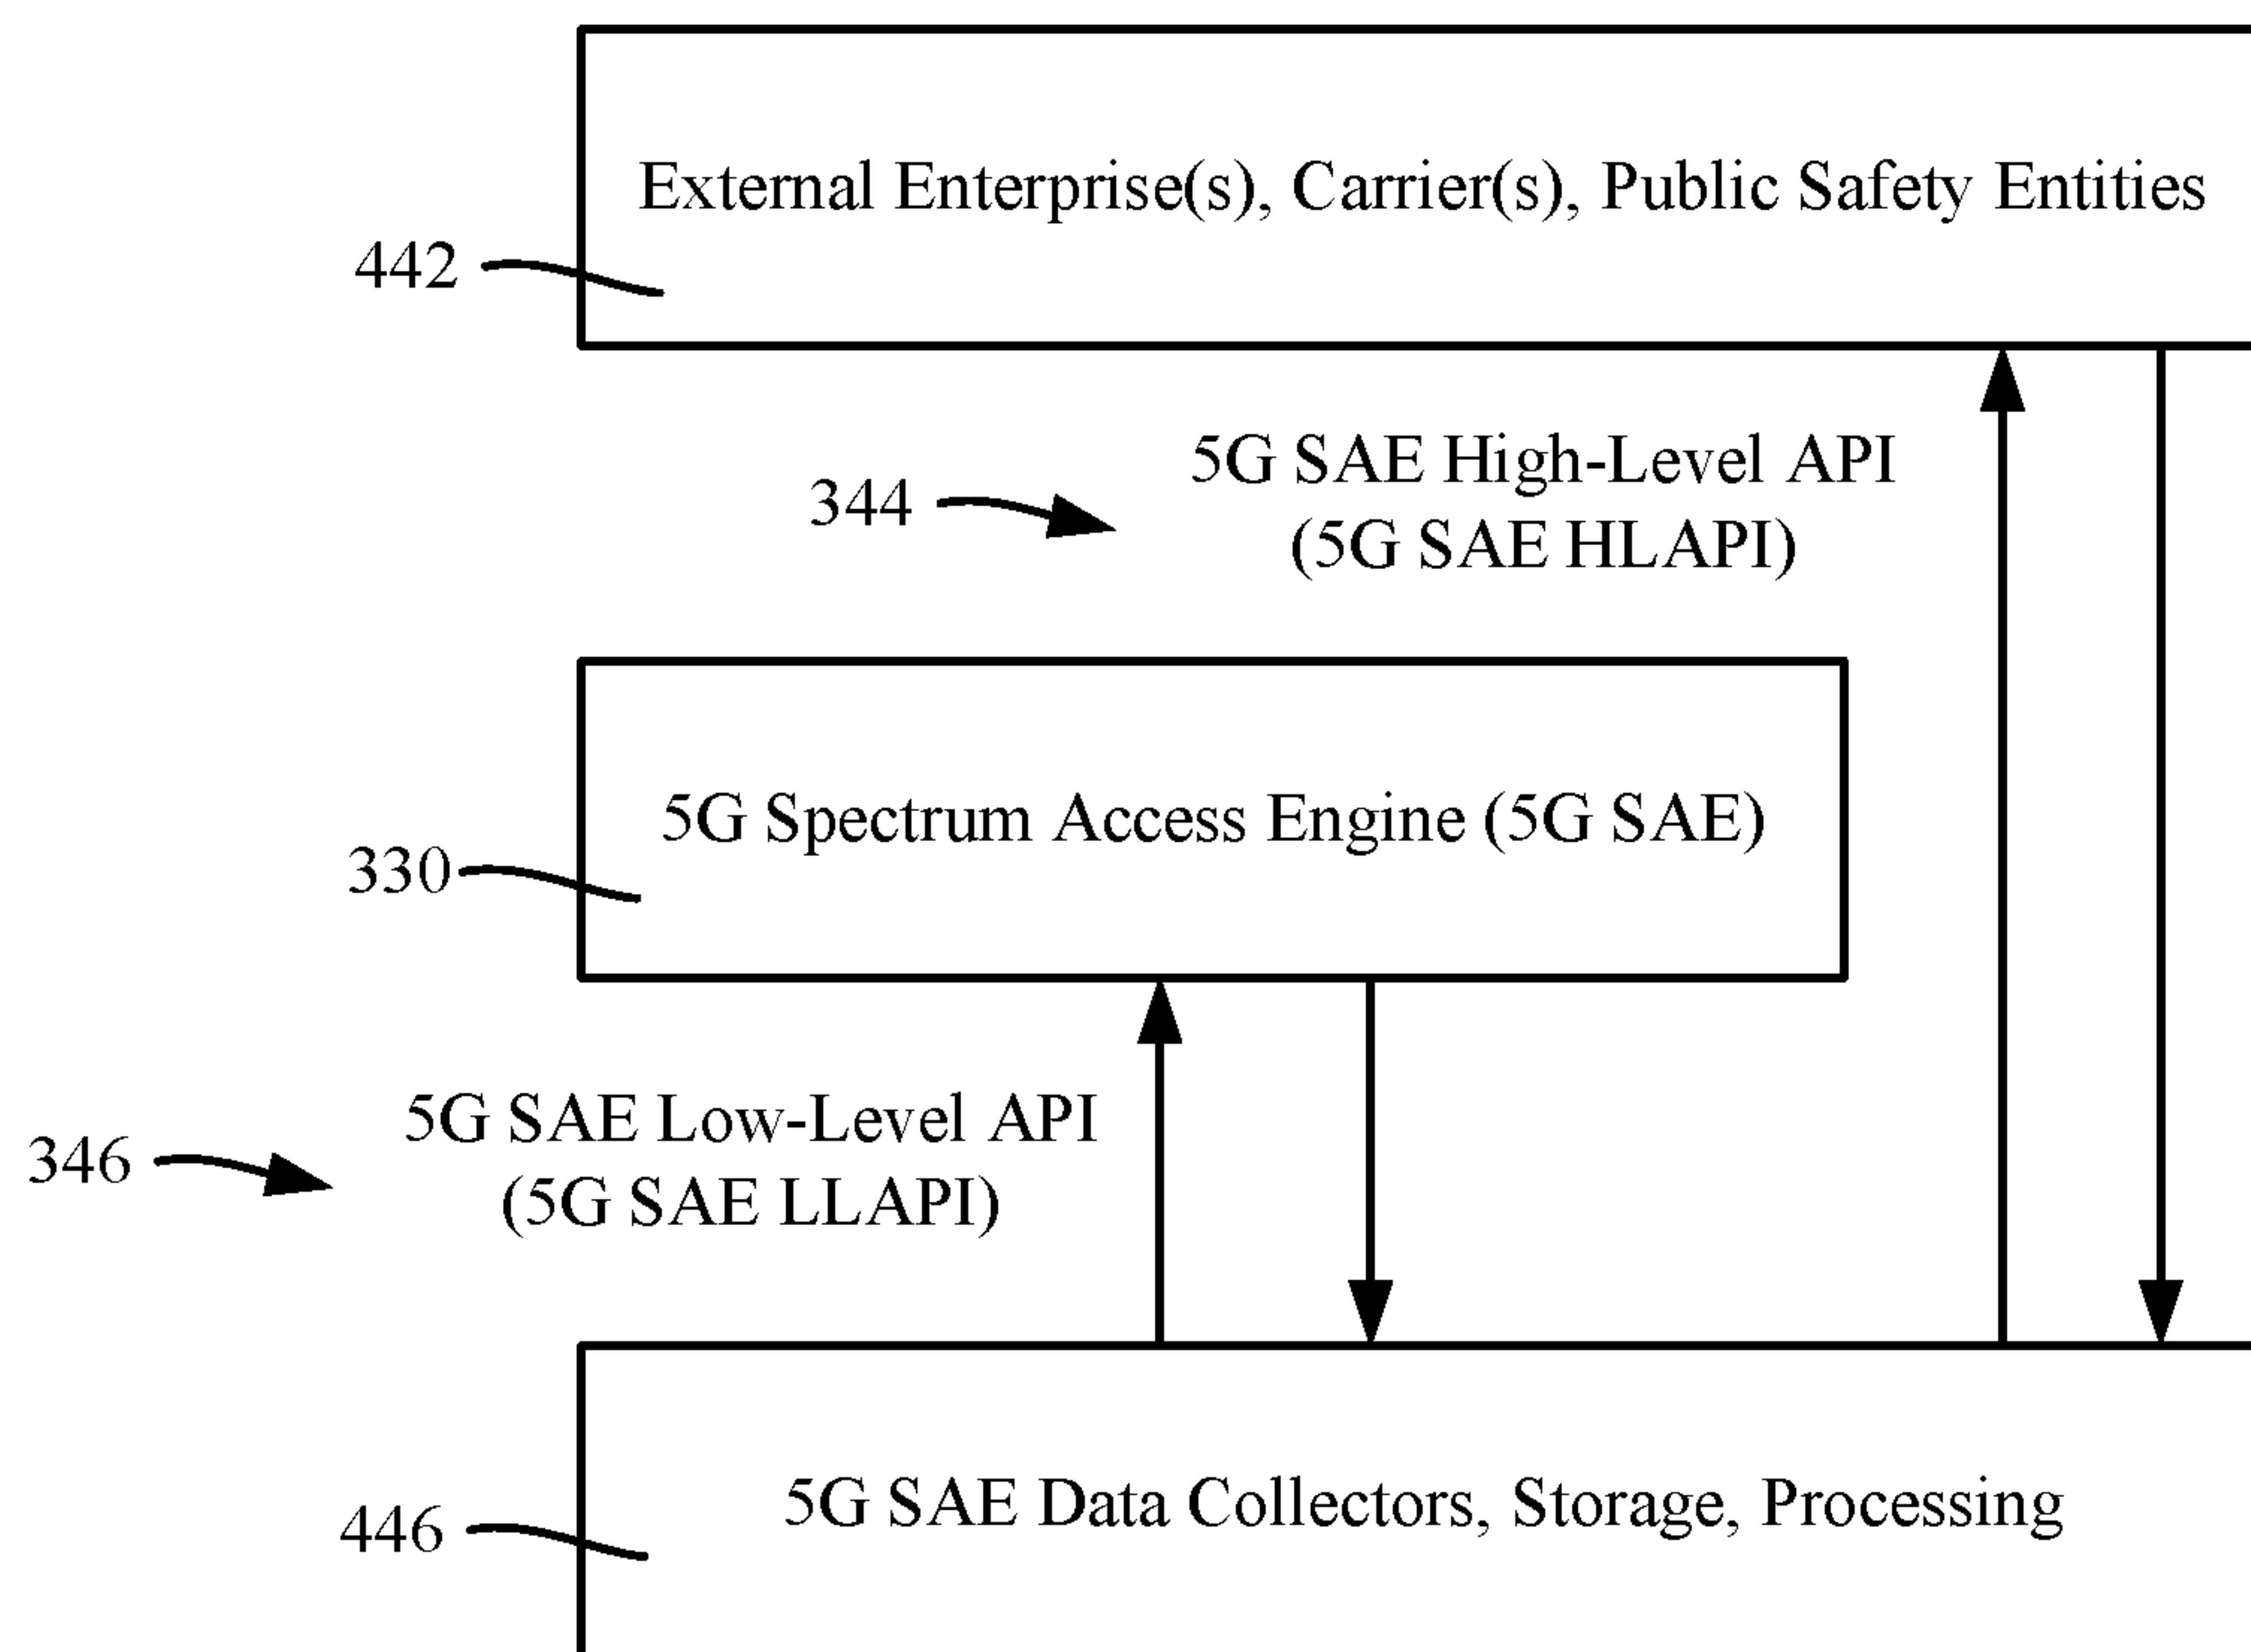 External Enterprise(s), Carrier(s), Public Safety Entities
442
5G SAE High-Level API
344
(5G SAE HLAPI)
5G Spectrum Access Engine (5G SAE)
330
5G SAE Low-Level API
346
(5G SAE LLAPI)
5G SAE Data Collectors, Storage, Processing
446